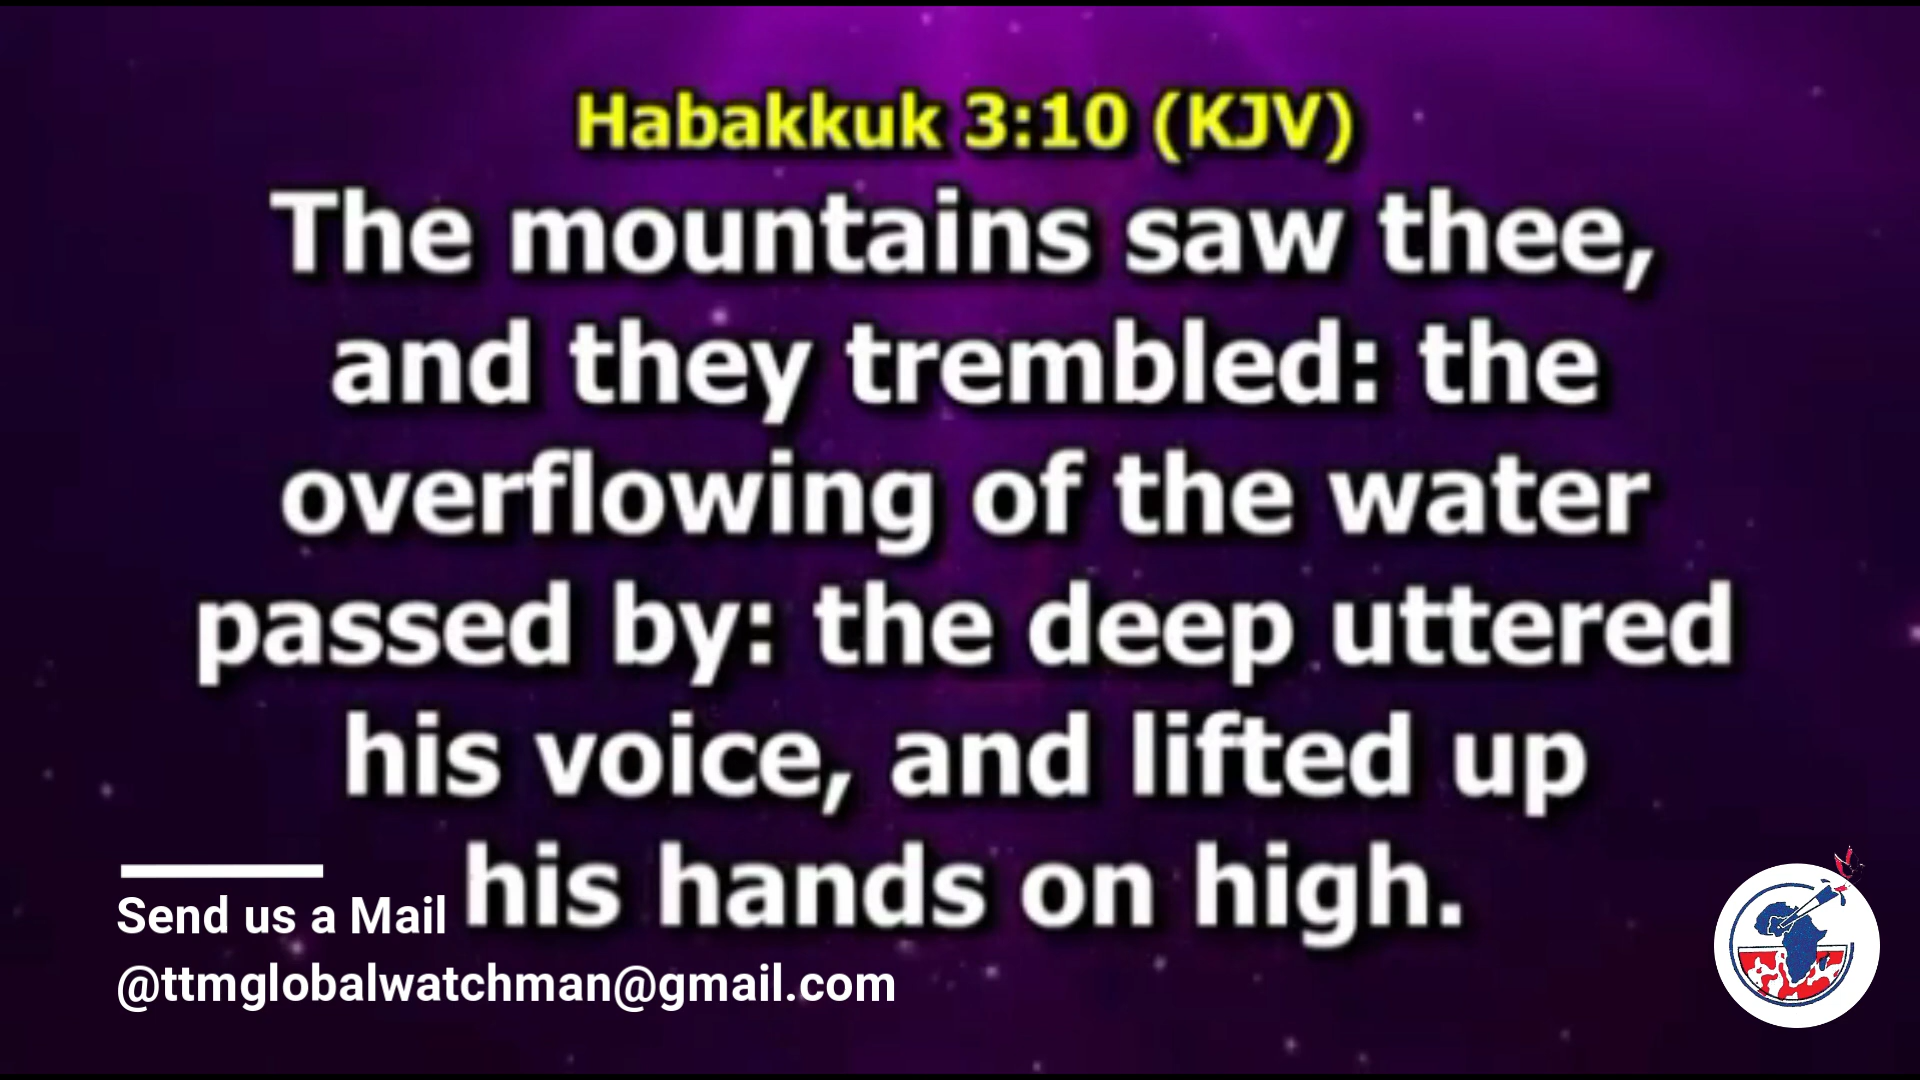 Habakkuk 3:10 (KJV)
The mountains saw thee,
and they trembled: the
overflowing of the water
passed by: the deep uttered
his voice, and lifted up
his hands on high.
Send us a Mail
@ttmglobalwatchman@gmail.com